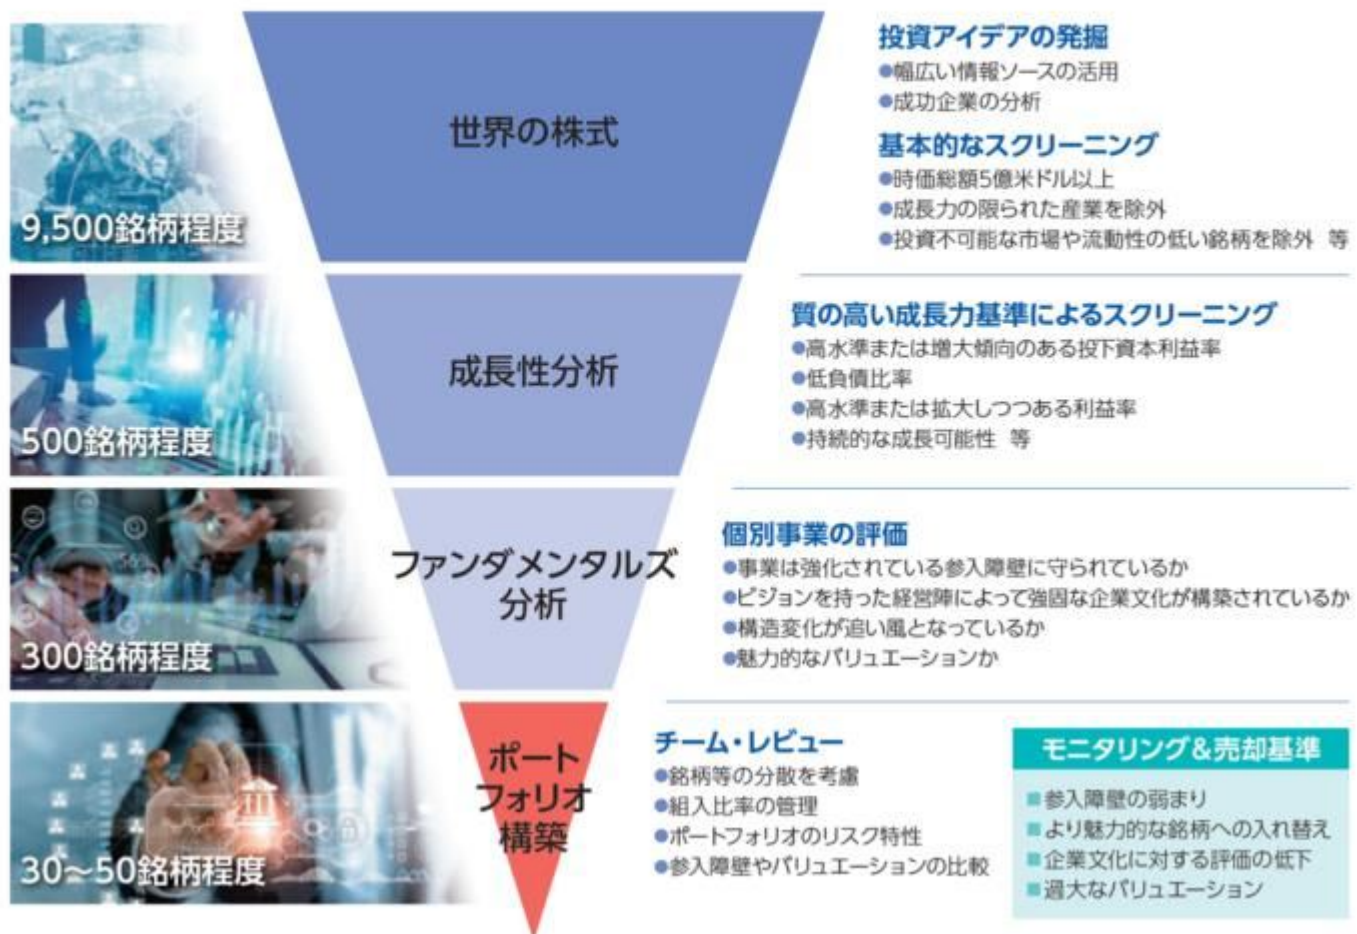 世界の株式
9,500銘柄程度
投資アイデアの発掘
●幅広い情報ソースの活用
●成功企業の分析
基本的なスクリーニング
●時価総額5億米ドル以上
●成長力の限られた産業を除外
●投資不可能な市場や流動性の低い銘柄を除外 等
成長性分析
500銘柄程度
質の高い成長力基準によるスクリーニング
●高水準または増大傾向のある投下資本利益率
●低負債比率
●高水準または拡大しつつある利益率
●持続的な成長可能性 等
ファンダメンタルズ
分析
300銘柄程度
個別事業の評価
●事業は強化されている参入障壁に守られているか
●ビジョンを持った経営陣によって強固な企業文化が構築されているか
●構造変化が追い風となっているか
●魅力的なバリュエーションか
ポート
フォリオ
構築
30～50銘柄程度
チーム・レビュー
●銘柄等の分散を考慮
●組入比率の管理
●ポートフォリオのリスク特性
●参入障壁やバリュエーションの比較
モニタリング&売却基準
■参入障壁の弱まり
■より魅力的な銘柄への入れ替え
■企業文化に対する評価の低下
■過大なバリュエーション